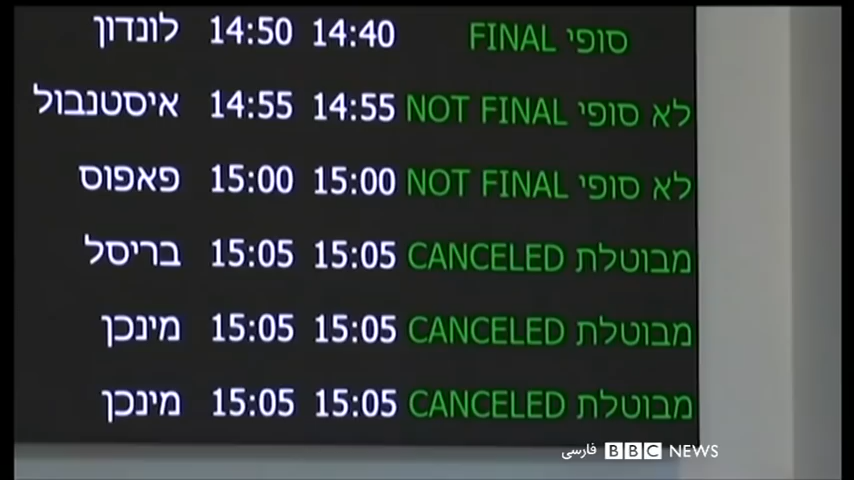 לונדון 14:50 14:40 FINAL סופי
איסטנבול 14:55 14:55 NOT FINAL לא סופי
פאפוס 15:00 15:00 NOT FINAL לא סופי
בריסל 15:05 15:05 CANCELED מבוטלת
מינכן 15:05 15:05 CANCELED מבוטלת
מינכן 15:05 15:05 CANCELED מבוטלת
فارسی BBC NEWS